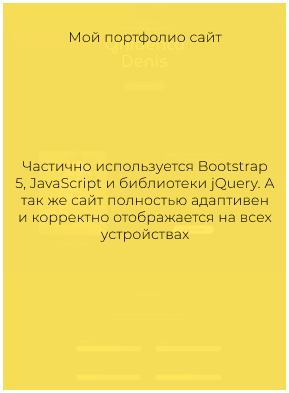 Мой портфолио сайт
Denis
Частично используется Bootstrap
5, JavaScript и библиотеки jQuery. А
так же сайт полностью адаптивен
и корректно отображается на всех
устройствах